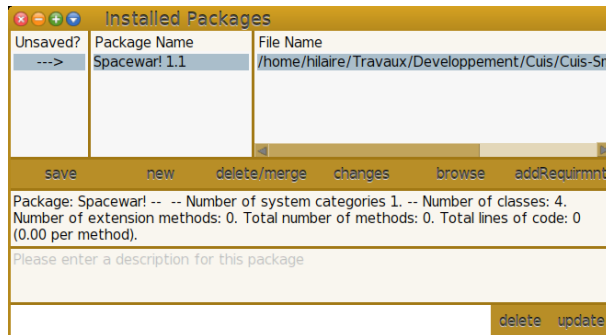 Installed Packages
Unsaved? Package Name File Name
---> Spacewar! 1.1 /home/hilaire/Travaux/Developpement/Cuis/Cuis-Sm
save new delete/merge changes browse addRequirmnt
Package: Spacewar! -- -- Number of system categories 1. -- Number of classes: 4.
Number of extension methods: 0. Total number of methods: 0. Total lines of code: 0
(0.00 per method).
Please enter a description for this package
delete update